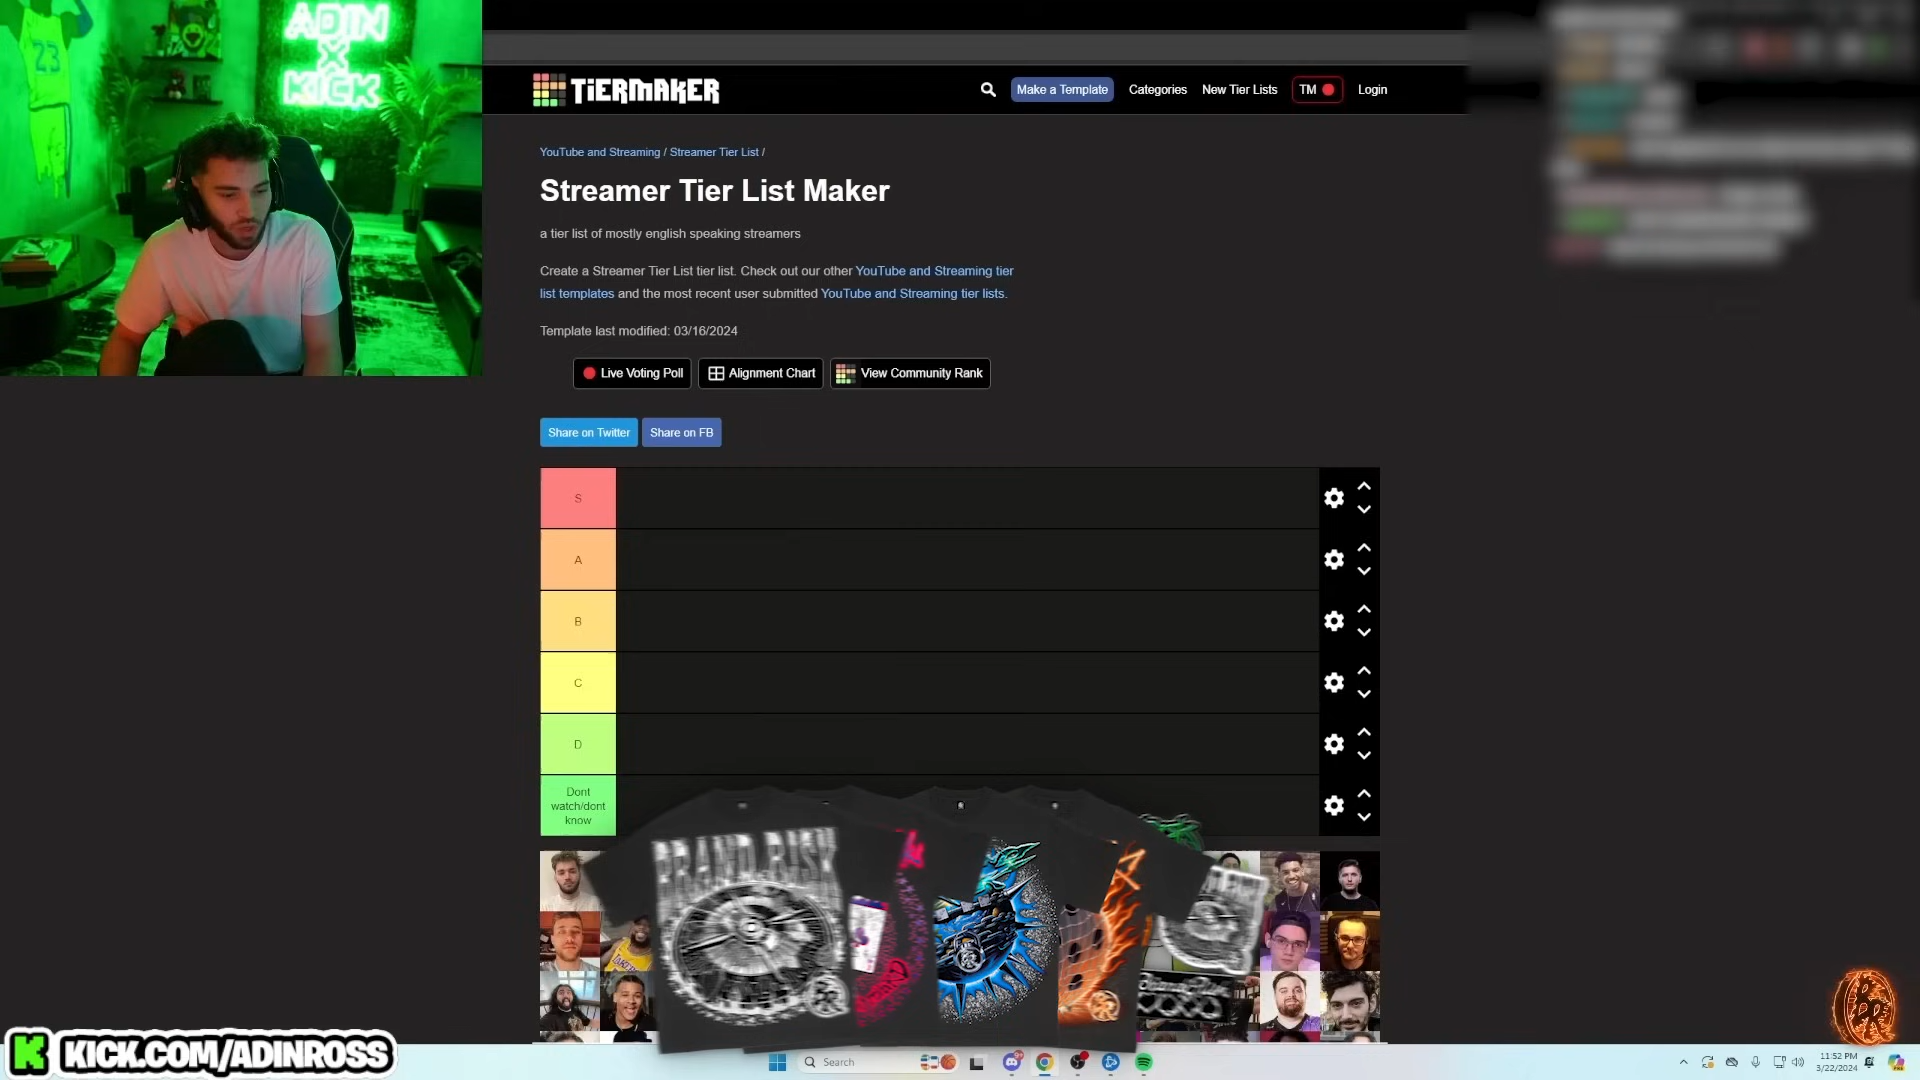 ADIN
X
KICK
23
TiERMAKER
Make a Template
Categories
New Tier Lists
TM
Login
YouTube and Streaming / Streamer Tier List /
Streamer Tier List Maker
a tier list of mostly english speaking streamers
Create a Streamer Tier List tier list. Check out our other YouTube and Streaming tier
list templates and the most recent user submitted YouTube and Streaming tier lists.
Template last modified: 03/16/2024
Live Voting Poll
Alignment Chart
View Community Rank
Share on Twitter
Share on FB
S
A
B
C
D
Dont
watch/dont
know
BRAND RISK
KICK.COM/ADINROSS
Search
11:52 PM
3/22/2024